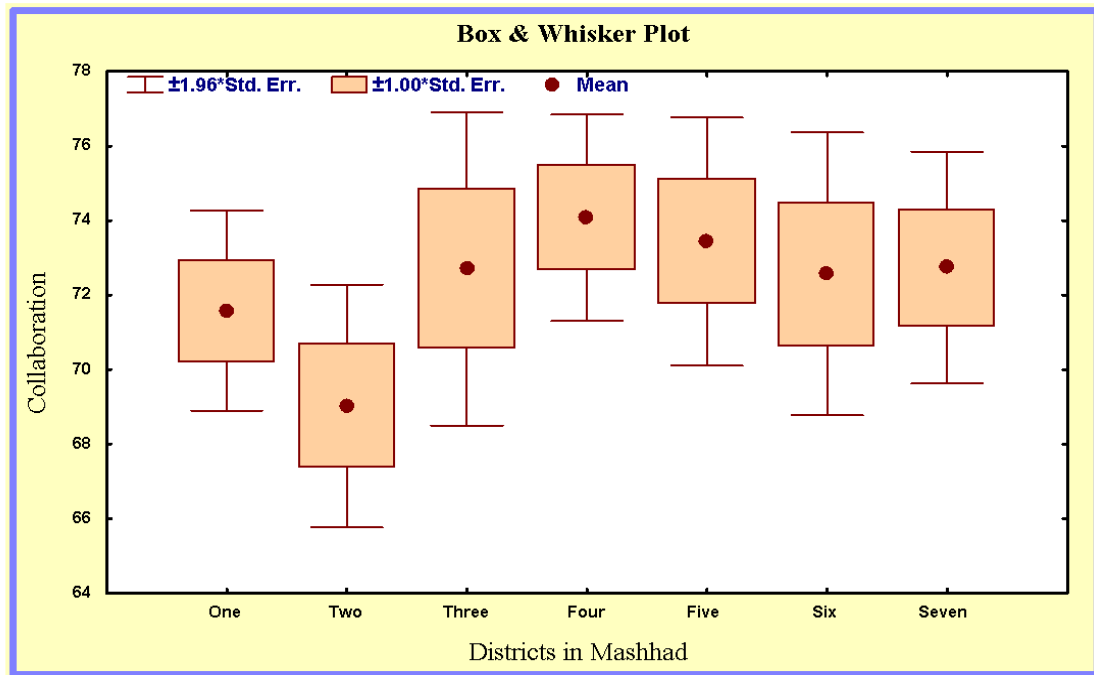 Box & Whisker Plot
±1.96*Std. Err. ±1.00*Std. Err. Mean
78
76
74
72
70
68
66
64
Collaboration
One Two Three Four Five Six Seven
Districts in Mashhad